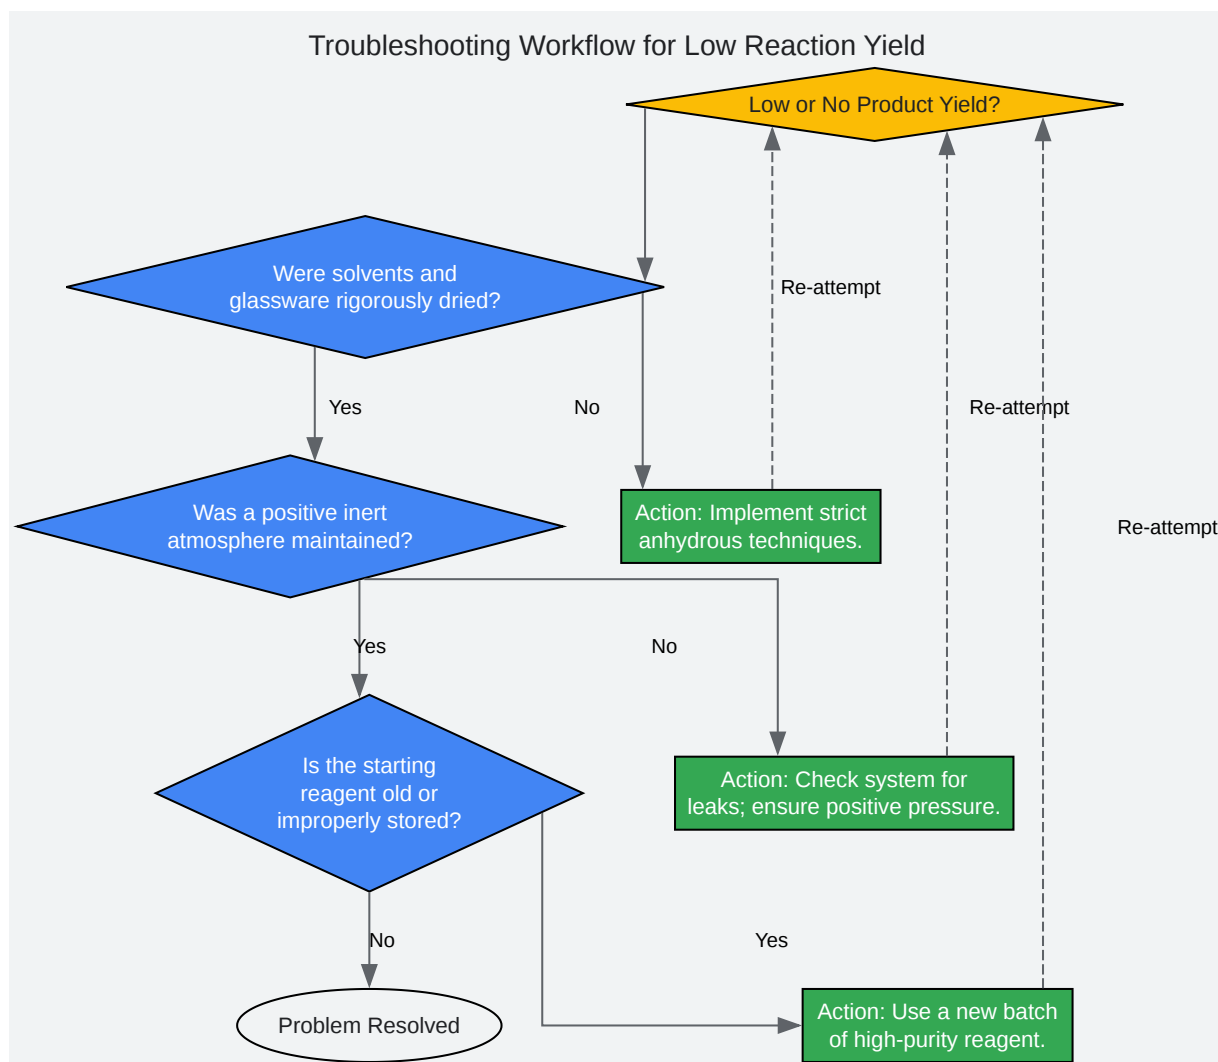 Troubleshooting Workflow for Low Reaction Yield
Low or No Product Yield?
Were solvents and
glassware rigorously dried?
Re-attempt
Yes
No
Re-attempt
Was a positive inert
atmosphere maintained?
Action: Implement strict
anhydrous techniques.
Re-attempt
Yes
No
Is the starting
reagent old or
improperly stored?
Action: Check system for
leaks; ensure positive pressure.
No
Yes
Problem Resolved
Action: Use a new batch
of high-purity reagent.